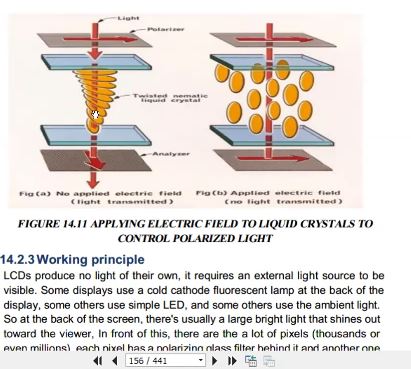 Light
Polarizer
Twisted nematic
liquid crystal
Analyzer
Fig(a) No applied electric field
(light transmitted)
Fig(b) Applied electric field
(no light transmitted)
FIGURE 14.11 APPLYING ELECTRIC FIELD TO LIQUID CRYSTALS TO
CONTROL POLARIZED LIGHT
14.2.3 Working principle
LCDs produce no light of their own, it requires an external light source to be
visible. Some displays use a cold cathode fluorescent lamp at the back of the
display, some others use simple LED, and some others use the ambient light.
So at the back of the screen, there's usually a large bright light that shines out
toward the viewer, In front of this, there are the a lot of pixels (thousands or
even millions), each pixel has a polarizing glass filter behind it and another one
156 / 441